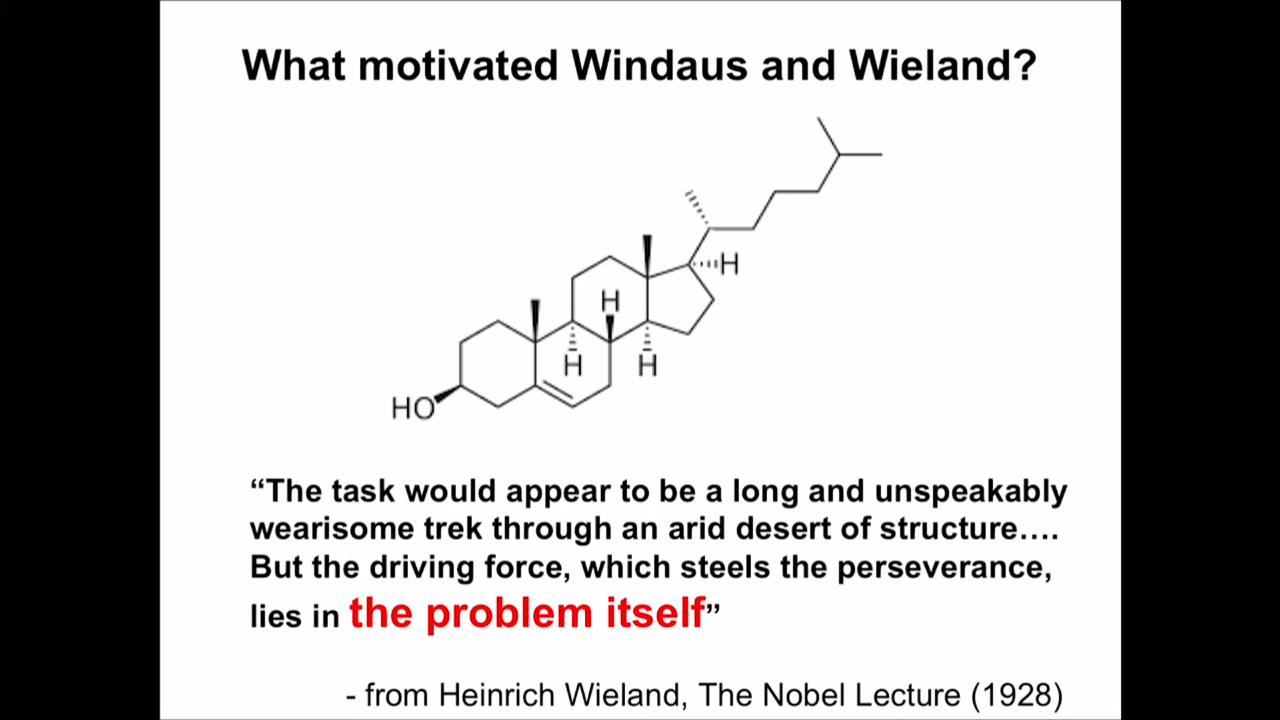 What motivated Windaus and Wieland?
H
H
H
H
HO
“The task would appear to be a long and unspeakably
wearisome trek through an arid desert of structure….
But the driving force, which steels the perseverance,
lies in the problem itself”
- from Heinrich Wieland, The Nobel Lecture (1928)